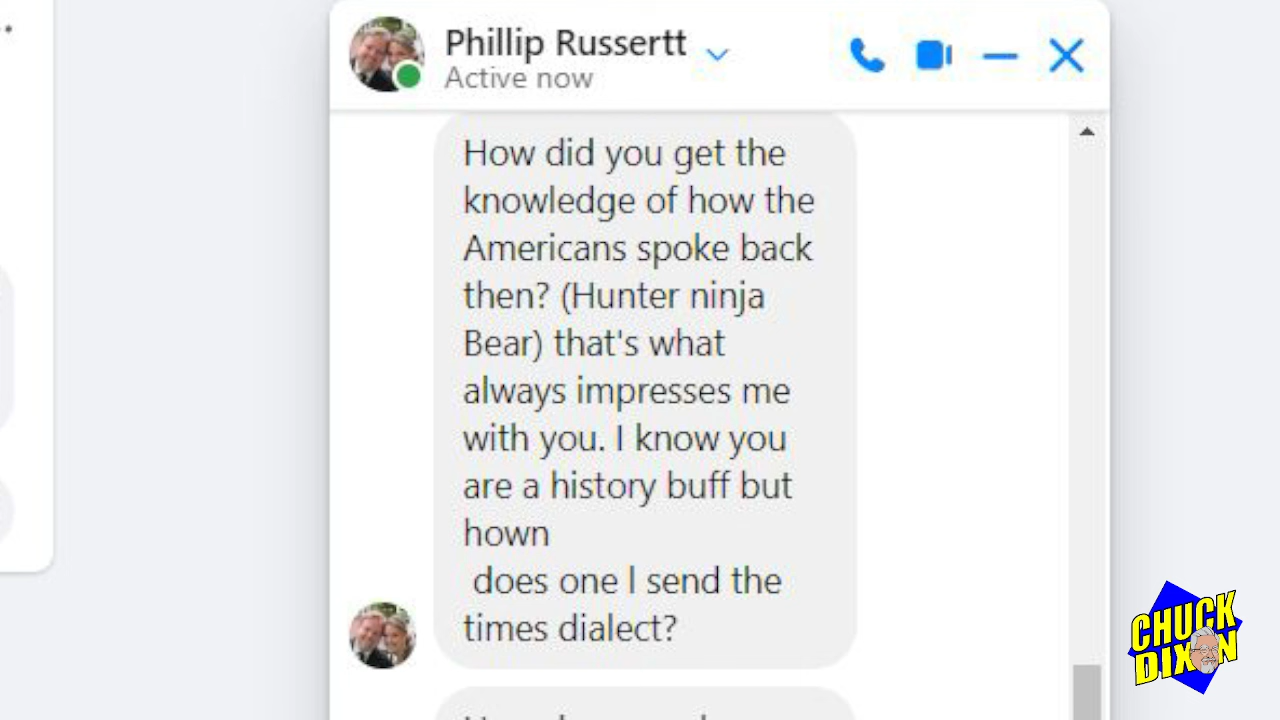 Phillip Russertt
Active now
How did you get the
knowledge of how the
Americans spoke back
then? (Hunter ninja
Bear) that's what
always impresses me
with you. I know you
are a history buff but
hown
does one l send the
times dialect?
CHUCK
DIXON